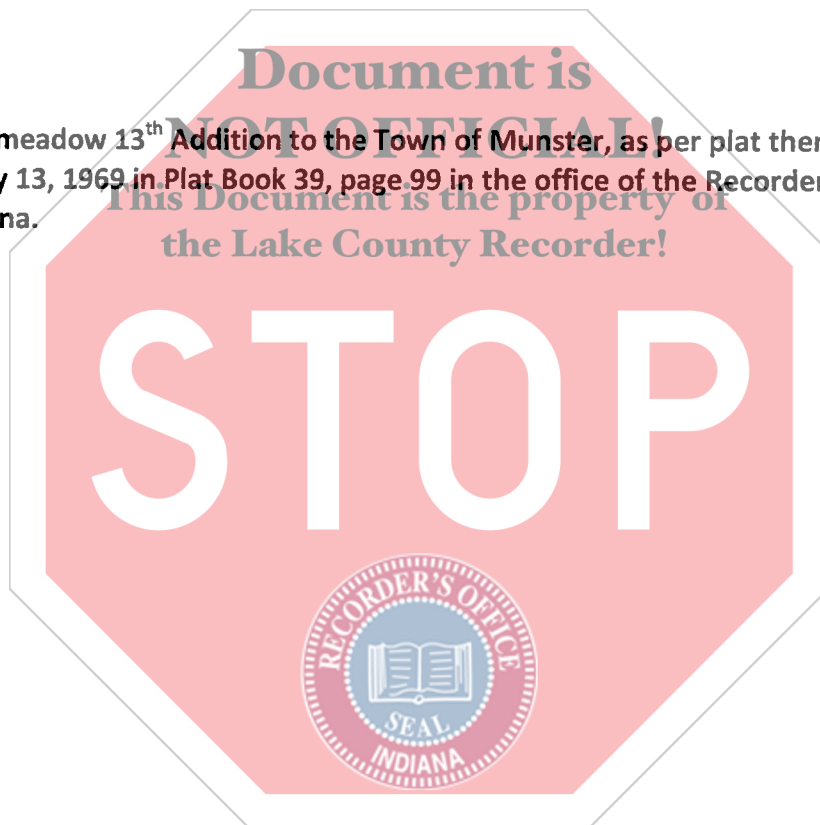 Document is
NOT OFFICIAL!
meadow 13th Addition to the Town of Munster, as per plat ther
y 13, 1969 in Plat Book 39, page 99 in the office of the Recorder
This Document is the property of
na.
the Lake County Recorder!
STOP
RECORDER'S OFFICE
SEAL
INDIANA